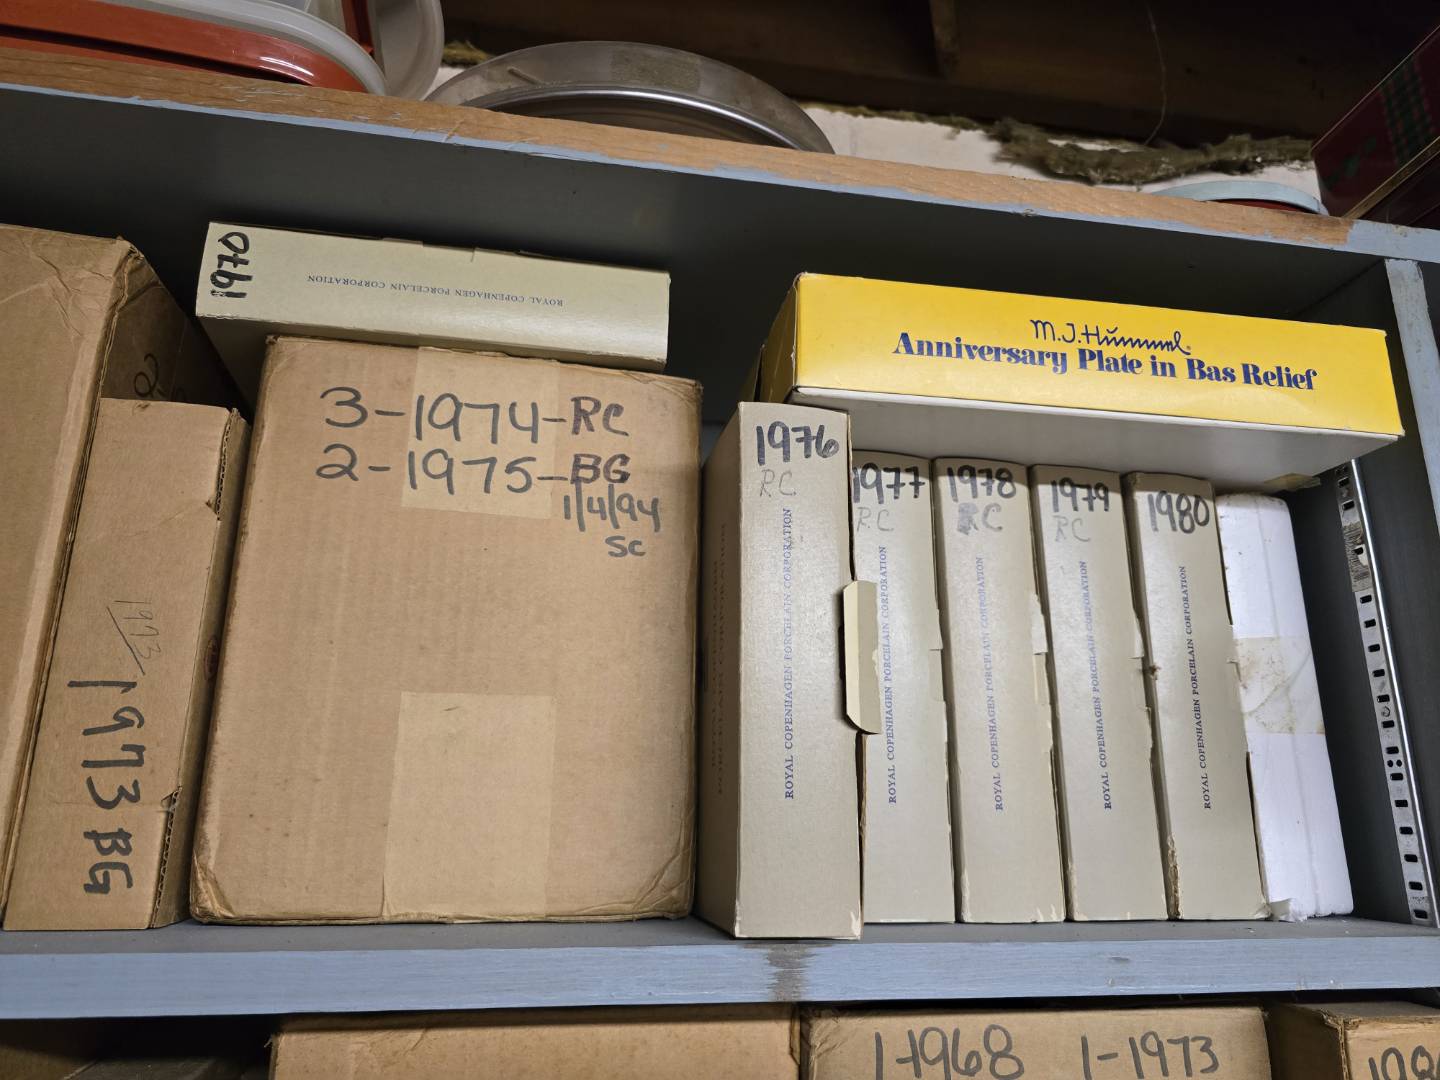 1970
ROYAL COPENHAGEN PORCELAIN CORPORATION
3-1974-RC
2-1975-BG
1/4/94
SC
1973
1973 BG
M.J. Hümmel®
Anniversary Plate in Bas Relief
1976
RC
ROYAL COPENHAGEN PORCELAIN CORPORATION
1977
RC
ROYAL COPENHAGEN PORCELAIN CORPORATION
1978
RC
ROYAL COPENHAGEN PORCELAIN CORPORATION
1979
RC
ROYAL COPENHAGEN PORCELAIN CORPORATION
1980
ROYAL COPENHAGEN PORCELAIN CORPORATION
1-1968 1-1973